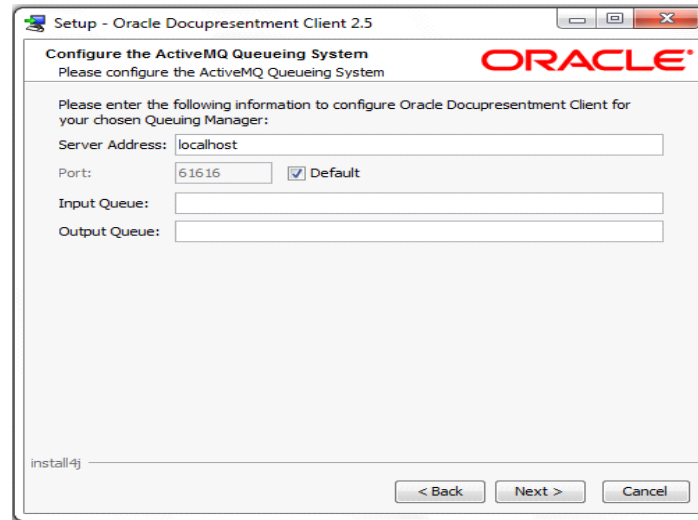 Setup - Oracle Docupresentment Client 2.5
Configure the ActiveMQ Queueing System
Please configure the ActiveMQ Queueing System
ORACLE®
Please enter the following information to configure Oracle Docupresentment Client for
your chosen Queuing Manager:
Server Address: localhost
Port: 61616 Default
Input Queue:
Output Queue:
install4j
< Back Next > Cancel